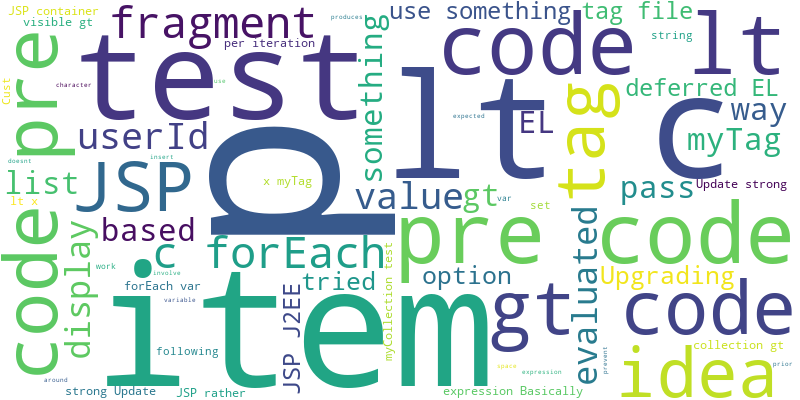 JSP container
visible gt
fragment
produces
use something
tag file
string
per iteration
pre
test
something
code
lt
Cust
character
use
lt
deferred EL
c
way
userId
expected
EL
tag
myTag
doesnt
insert
p
list
JSP
x myTag
value
gt
var
set
pass
Update strong
lt x
code
based
display
c
forEach
pre
evaluated
code
work
involve
tried
option
Upgrading
forEach var
variable
item
JSP J2EE
myCollection test
gt
code
following
collection gt
idea
around
strong Update
JSP rather
space
expression
expression Basically
prevent
prior